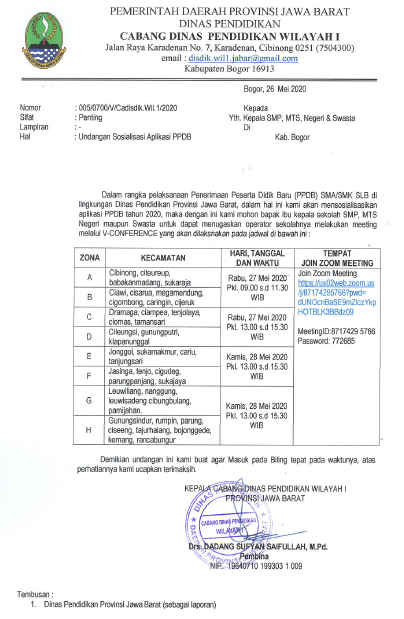 PEMERINTAH DAERAH PROVINSI JAWA BARAT
DINAS PENDIDIKAN
CABANG DINAS PENDIDIKAN WILAYAH I
Jalan Raya Karadenan No. 7, Karadenan, Cibinong 0251 (7504300)
email : disdik.wil1.jabar@gmail.com
Kabupaten Bogor 16913
Bogor, 26 Mei 2020
Nomor : 005/0700/V/Cadisdik.Wil.1/2020 Kepada
Sifat : Penting Yth. Kepala SMP, MTS, Negeri & Swasta
Lampiran : - Di
Hal : Undangan Sosialisasi Aplikasi PPDB Kab. Bogor
Dalam rangka pelaksanaan Penerimaan Peserta Didik Baru (PPDB) SMA/SMK SLB di
lingkungan Dinas Pendidikan Provinsi Jawa Barat, dalam hal ini kami akan mensosialisasikan
aplikasi PPDB tahun 2020, maka dengan ini kami mohon bapak ibu kepala sekolah SMP, MTS
Negeri maupun Swasta untuk dapat menugaskan operator sekolahnya melakukan meeting
melalui V-CONFERENCE yang akan dilaksnakan pada jadwal di bawah ini :
ZONA KECAMATAN HARI, TANGGAL DAN WAKTU TEMPAT JOIN ZOOM MEETING
A Cibinong, citeureup, babakanmadang, sukaraja
Rabu, 27 Mei 2020 Pkl. 09.00 s.d 11.30 WIB
B Ciawi, cisarua, megamendung, cigombong, caringin, cijeruk
C Dramaga, ciampea, tenjolaya, ciomas, tamansari
Rabu, 27 Mei 2020 Pkl. 13.00 s.d 15.30 WIB
D Cileungsi, gunungputri, klapanunggal
E Jonggol, sukamakmur, cariu, tanjungsari
Kamis, 28 Mei 2020 Pkl. 13.00 s.d 15.30 WIB
F Jasinga, tenjo, cigudeg, parungpanjang, sukajaya
G Leuwiliang, nanggung, leuwisadeng cibungbulang, pamijahan.
Kamis, 28 Mei 2020 Pkl. 13.00 s.d 15.30 WIB
H Gunungsindur, rumpin, parung, ciseeng, tajurhalang, bojonggede, kemang, rancabungur
Join Zoom Meeting
https://us02web.zoom.us
MeetingID:8717429 5766
Password: 772685
Demikian undangan ini kami buat agar Masuk pada Biling tepat pada waktunya, atas
perhatiannya kami ucapkan terimaksih.
KEPALA CABANG DINAS PENDIDIKAN WILAYAH I
PROVINSI JAWA BARAT
CABANG DINAS PENDIDIKAN
WILAYAH I
Drs. DADANG SUFYAN SAIFULLAH, M.Pd.
Pembina
NIP. 19640710 199303 1 009
Tembusan :
1. Dinas Pendidikan Provinsi Jawa Barat (sebagai laporan)